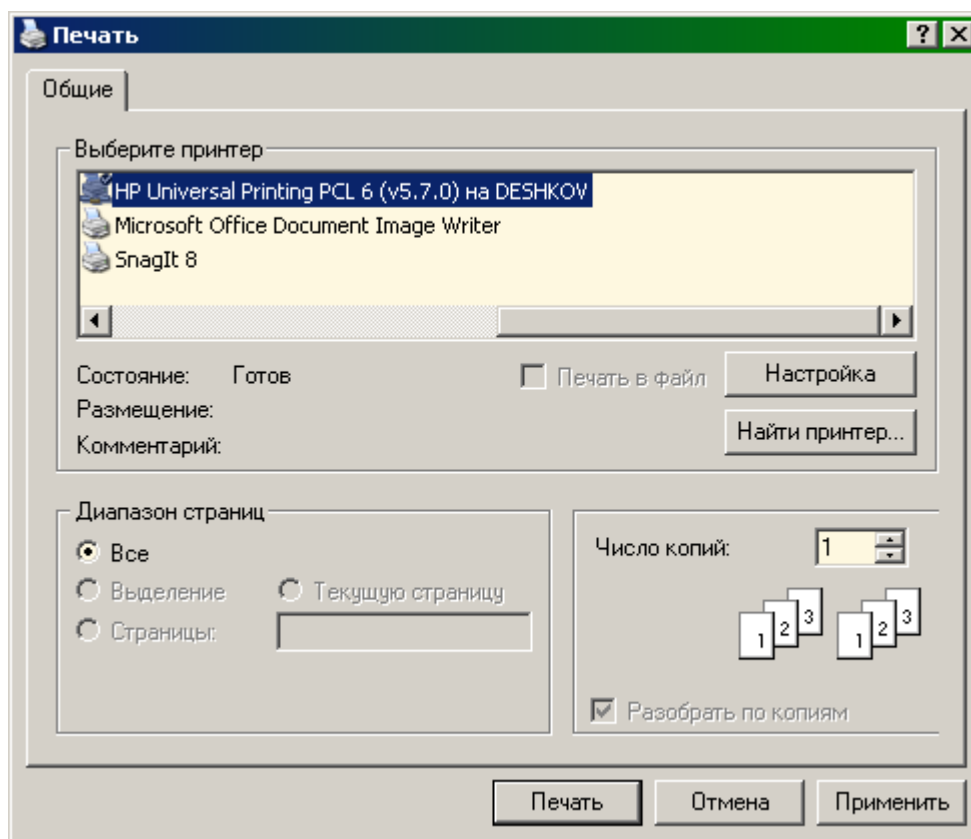 Печать
Общие
Выберите принтер
HP Universal Printing PCL 6 (v5.7.0) на DESHKOV
Microsoft Office Document Image Writer
SnagIt 8
Состояние: Готов
Печать в файл
Настройка
Размещение:
Найти принтер...
Комментарий:
Диапазон страниц
Все
Выделение
Текущую страницу
Страницы:
Число копий: 1
1 2 3 1 2 3
Разобрать по копиям
Печать
Отмена
Применить